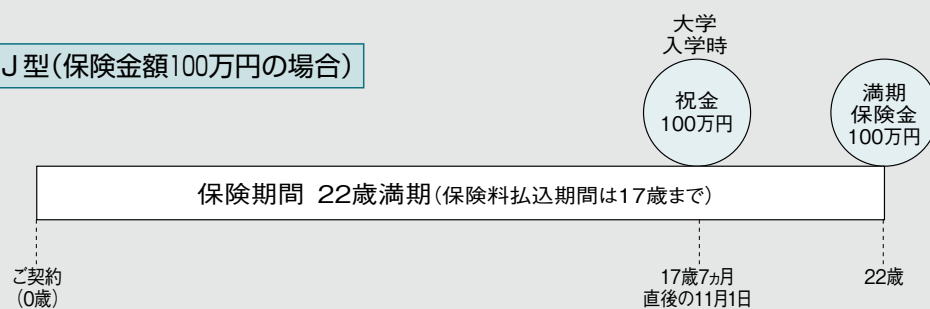 J型(保険金額100万円の場合)
大学
入学時
祝金
100万円
満期
保険金
100万円
保険期間 22歳満期(保険料払込期間は17歳まで)
ご契約
(0歳)
17歳7ヵ月
直後の11月1日
22歳